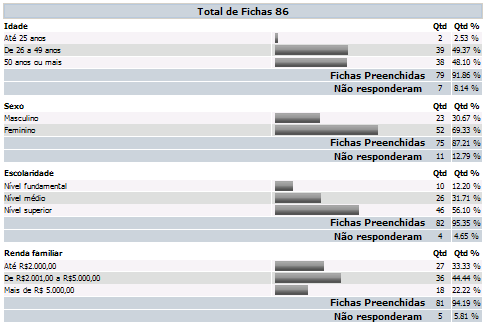 Total de Fichas 86
Idade Qtd Qtd %
Até 25 anos 2 2.53 %
De 26 a 49 anos 39 49.37 %
50 anos ou mais 38 48.10 %
Fichas Preenchidas 79 91.86 %
Não responderam 7 8.14 %
Sexo Qtd Qtd %
Masculino 23 30.67 %
Feminino 52 69.33 %
Fichas Preenchidas 75 87.21 %
Não responderam 11 12.79 %
Escolaridade Qtd Qtd %
Nível fundamental 10 12.20 %
Nível médio 26 31.71 %
Nível superior 46 56.10 %
Fichas Preenchidas 82 95.35 %
Não responderam 4 4.65 %
Renda familiar Qtd Qtd %
Até R$2.000,00 27 33.33 %
De R$2.001,00 a R$5.000,00 36 44.44 %
Mais de R$ 5.000,00 18 22.22 %
Fichas Preenchidas 81 94.19 %
Não responderam 5 5.81 %